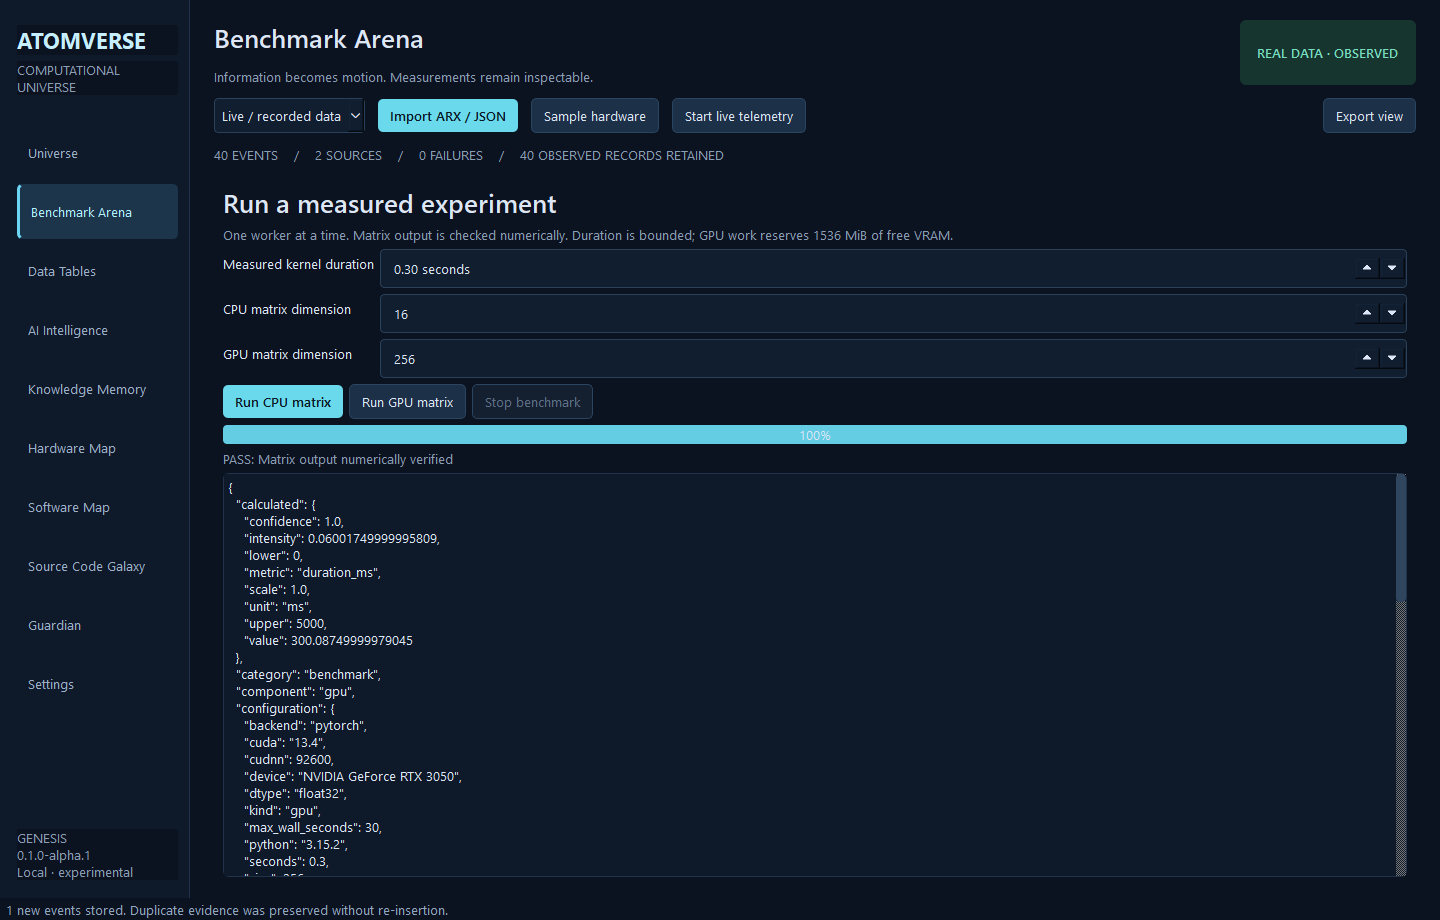 ATOMVERSE
COMPUTATIONAL
UNIVERSE
Universe
Benchmark Arena
Data Tables
AI Intelligence
Knowledge Memory
Hardware Map
Software Map
Source Code Galaxy
Guardian
Settings
GENESIS
0.1.0-alpha.1
Local · experimental
Benchmark Arena
Information becomes motion. Measurements remain inspectable.
REAL DATA · OBSERVED
Live / recorded data
Import ARX / JSON
Sample hardware
Start live telemetry
Export view
40 EVENTS / 2 SOURCES / 0 FAILURES / 40 OBSERVED RECORDS RETAINED
Run a measured experiment
One worker at a time. Matrix output is checked numerically. Duration is bounded; GPU work reserves 1536 MiB of free VRAM.
Measured kernel duration 0.30 seconds
CPU matrix dimension 16
GPU matrix dimension 256
Run CPU matrix
Run GPU matrix
Stop benchmark
100%
PASS: Matrix output numerically verified
{
"calculated": {
"confidence": 1.0,
"intensity": 0.06001749999995809,
"lower": 0,
"metric": "duration_ms",
"scale": 1.0,
"unit": "ms",
"upper": 5000,
"value": 300.08749999979045
},
"category": "benchmark",
"component": "gpu",
"configuration": {
"backend": "pytorch",
"cuda": "13.4",
"cudnn": 92600,
"device": "NVIDIA GeForce RTX 3050",
"dtype": "float32",
"kind": "gpu",
"max_wall_seconds": 30,
"python": "3.15.2",
"seconds": 0.3,
1 new events stored. Duplicate evidence was preserved without re-insertion.